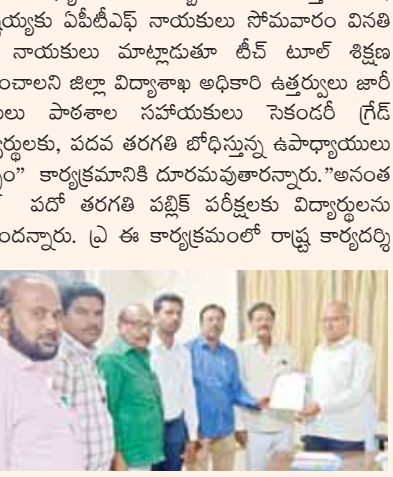 ష్ణయ్యకు ఏపీటీఎఫ్ నాయకులు సోమవారం వినతి
నాయకులు మాట్లాడుతూ టీచ్ టూల్ శిక్షణ
ంచాలని జిల్లా విద్యాశాఖ అధికారి ఉత్తర్వులు జారీ
లు పాఠశాల సహాయకులు సెకండరీ గ్రేడ్
ర్థులకు, పదవ తరగతి బోధిస్తున్న ఉపాధ్యాయులు
ం” కార్యక్రమానికి దూరమవుతారన్నారు.”అనంత
పదో తరగతి పబ్లిక్ పరీక్షలకు విద్యార్థులను
ందన్నారు. ప్రె ఈ కార్యక్రమంలో రాష్ట్ర కార్యదర్శి